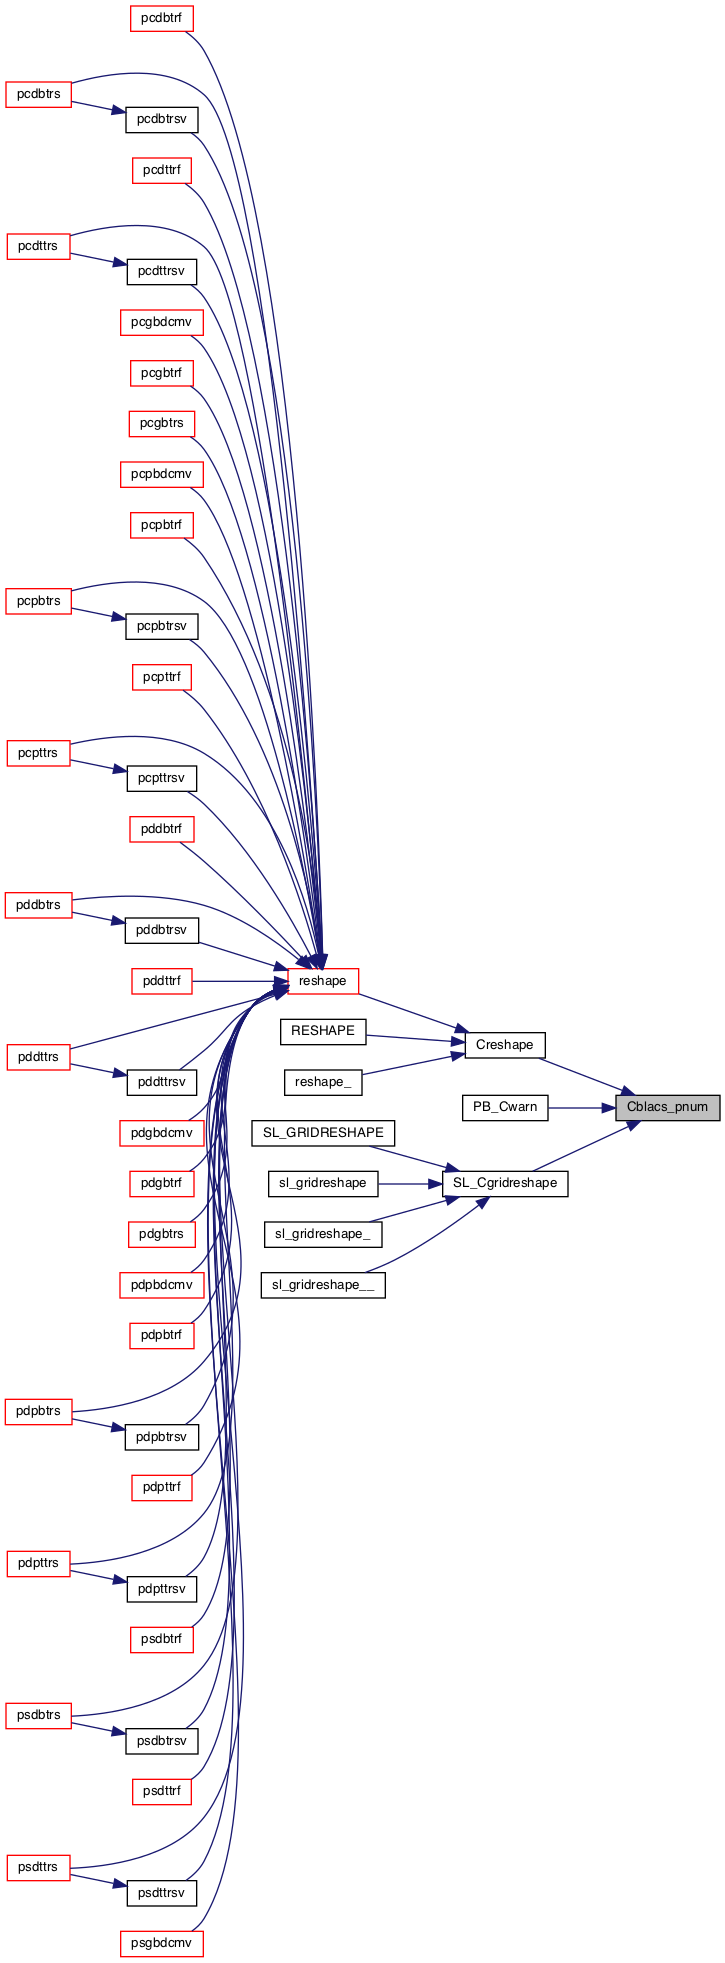 pcdbtrf
pcdbtrs
pcdbtrsv
pcdttrf
pcdttrs
pcdttrsv
pcgbdcmv
pcgbtrf
pcgbtrs
pcpbdcmv
pcpbtrf
pcpbtrs
pcpbtrsv
pcpttrf
pcpttrs
pcpttrsv
pddbtrf
pddbtrs
pddbtrsv
pddttrf
reshape
RESHAPE
Creshape
pddttrs
pddttrsv
reshape_
PB_Cwarn
Cblacs_pnum
pdgbdcmv
SL_GRIDRESHAPE
pdgbtrf
sl_gridreshape
SL_Cgridreshape
pdgbtrs
sl_gridreshape_
pdpbdcmv
sl_gridreshape__
pdpbtrf
pdpbtrs
pdpbtrsv
pdpttrf
pdpttrs
pdpttrsv
psdbtrf
psdbtrs
psdbtrsv
psdttrf
psdttrs
psdttrsv
psgbdcmv